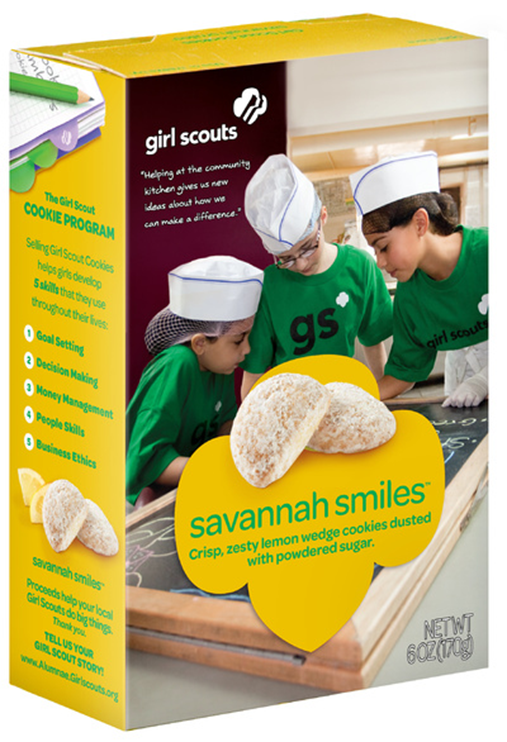 Girl Scout Cookies
girl scouts
"Helping at the community
kitchen gives us new
ideas about how we
can make a difference."
gs
girl scouts
savannah smiles™
Crisp, zesty lemon wedge cookies dusted
with powdered sugar.
NET WT
6 OZ (170g)
The Girl Scout
COOKIE PROGRAM
Selling Girl Scout Cookies
helps girls develop
5 skills that they use
throughout their lives:
1 Goal Setting
2 Decision Making
3 Money Management
4 People Skills
5 Business Ethics
savannah smiles™
Proceeds help your local
Girl Scouts do big things.
Thank you.
TELL US YOUR
GIRL SCOUT STORY!
www.Alumnae.Girlscouts.org